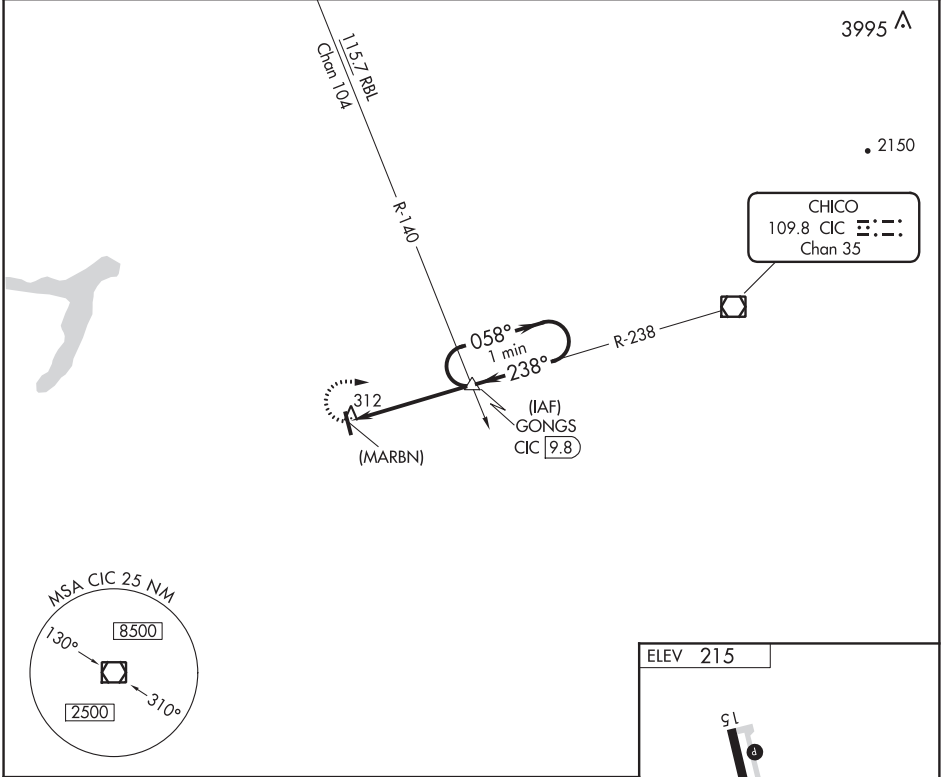 3995
115.7 RBL
Chan 104
2150
CHICO
109.8 CIC
Chan 35
R-140
058°
1 min
238°
R-238
312
(IAF)
GONGS
CIC 9.8
(MARBN)
MSA CIC 25 NM
130°
8500
310°
2500
ELEV 215
15
P